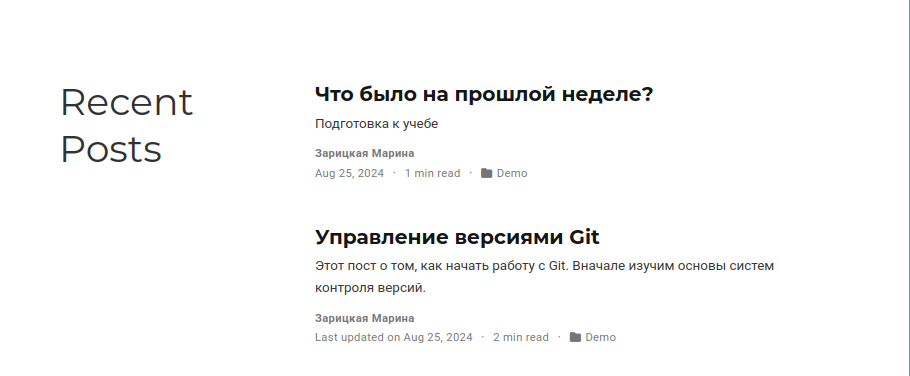 Recent
Posts
Что было на прошлой неделе?
Подготовка к учебе
Зарицкая Марина
Aug 25, 2024 · 1 min read · Demo
Управление версиями Git
Этот пост о том, как начать работу с Git. Вначале изучим основы систем
контроля версий.
Зарицкая Марина
Last updated on Aug 25, 2024 · 2 min read · Demo